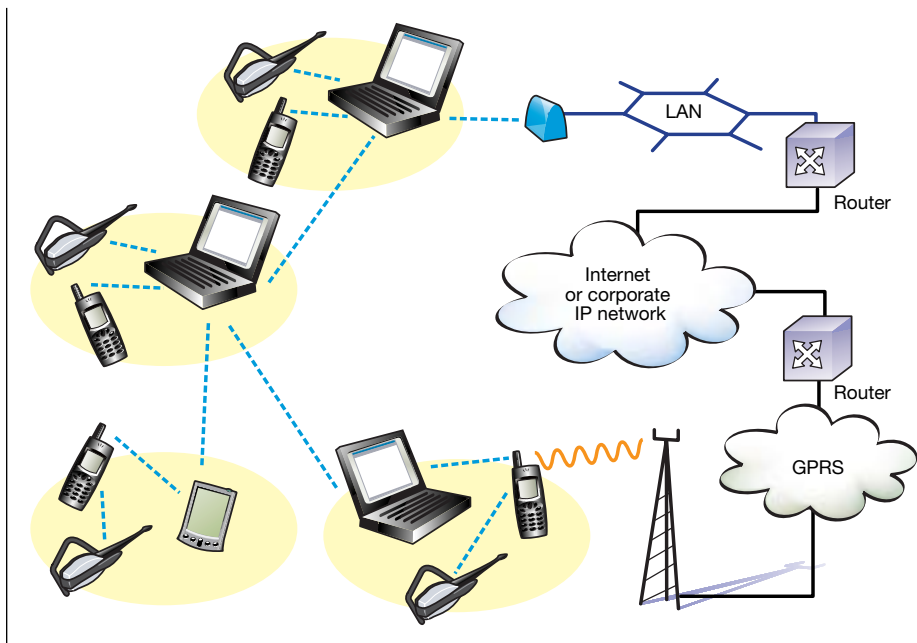 LAN
Router
Internet
or corporate
IP network
Router
GPRS